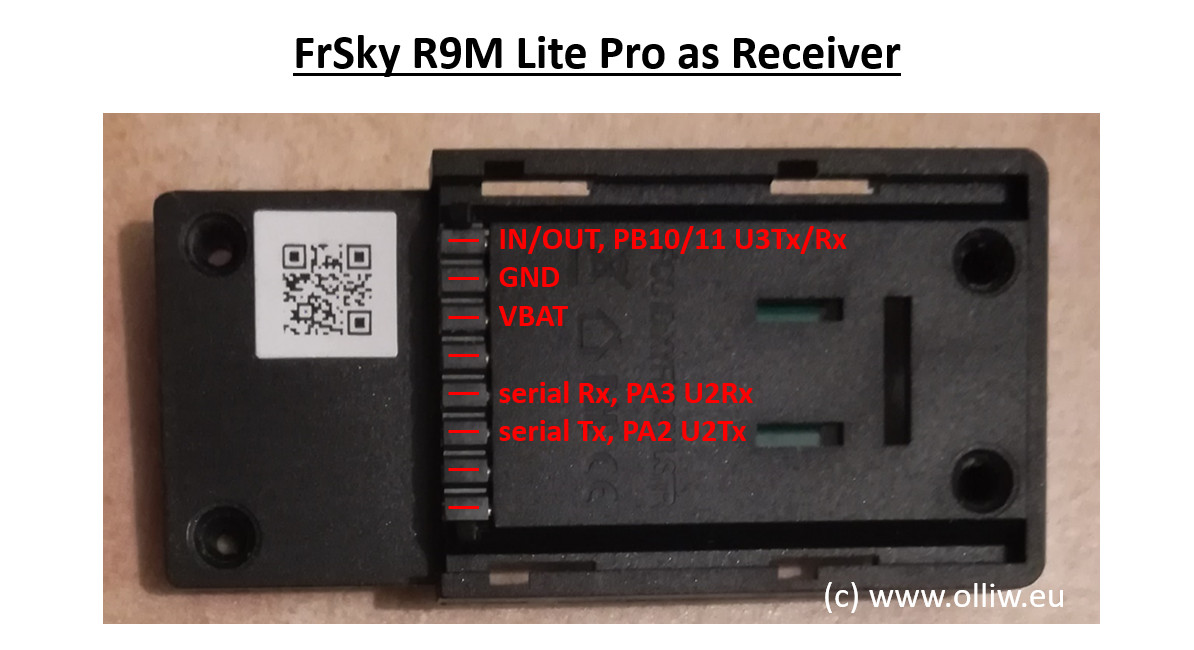 FrSky R9M Lite Pro as Receiver
IN/OUT, PB10/11 U3Tx/Rx
GND
VBAT
serial Rx, PA3 U2Rx
serial Tx, PA2 U2Tx
(c) www.olliw.eu